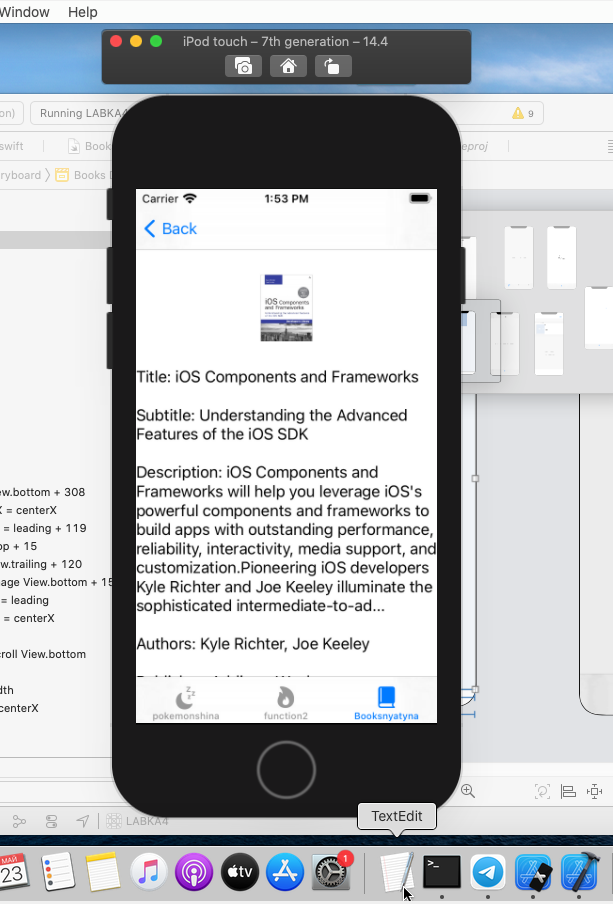 Window Help
iPod touch – 7th generation – 14.4
on) Running LABKA4
9
swift Book
eproj
ryboard Books
Carrier 1:53 PM
Back
iOS Components
and Frameworks
Title: iOS Components and Frameworks
Subtitle: Understanding the Advanced
Features of the iOS SDK
Description: iOS Components and
Frameworks will help you leverage iOS's
powerful components and frameworks to
build apps with outstanding performance,
reliability, interactivity, media support, and
customization.Pioneering iOS developers
Kyle Richter and Joe Keeley illuminate the
sophisticated intermediate-to-ad...
Authors: Kyle Richter, Joe Keeley
pokemonshina function2 Booksnyatyna
ew.bottom + 308
X = centerX
= leading + 119
op + 15
w.trailing + 120
age View.bottom + 15
= leading
= centerX
croll View.bottom
dth
centerX
LABKA4
TextEdit
МАЙ
23
tv
1
>_